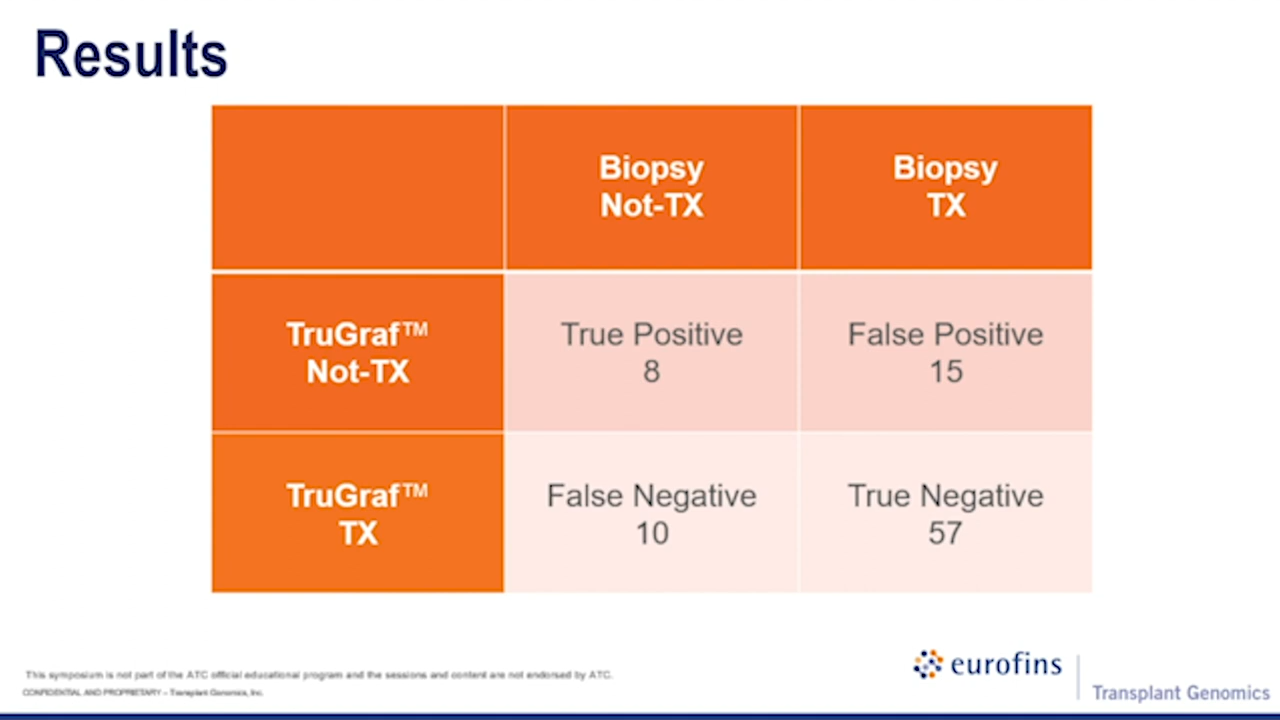 Results
Biopsy
Not-TX
Biopsy
TX
TruGraf™
Not-TX
True Positive
8
False Positive
15
TruGraf™
TX
False Negative
10
True Negative
57
This symposium is not part of the ATC official educational program and the sessions and content are not endorsed by ATC.
CONFIDENTIAL AND PROPRIETARY – Transplant Genomics, Inc.
eurofins
Transplant Genomics